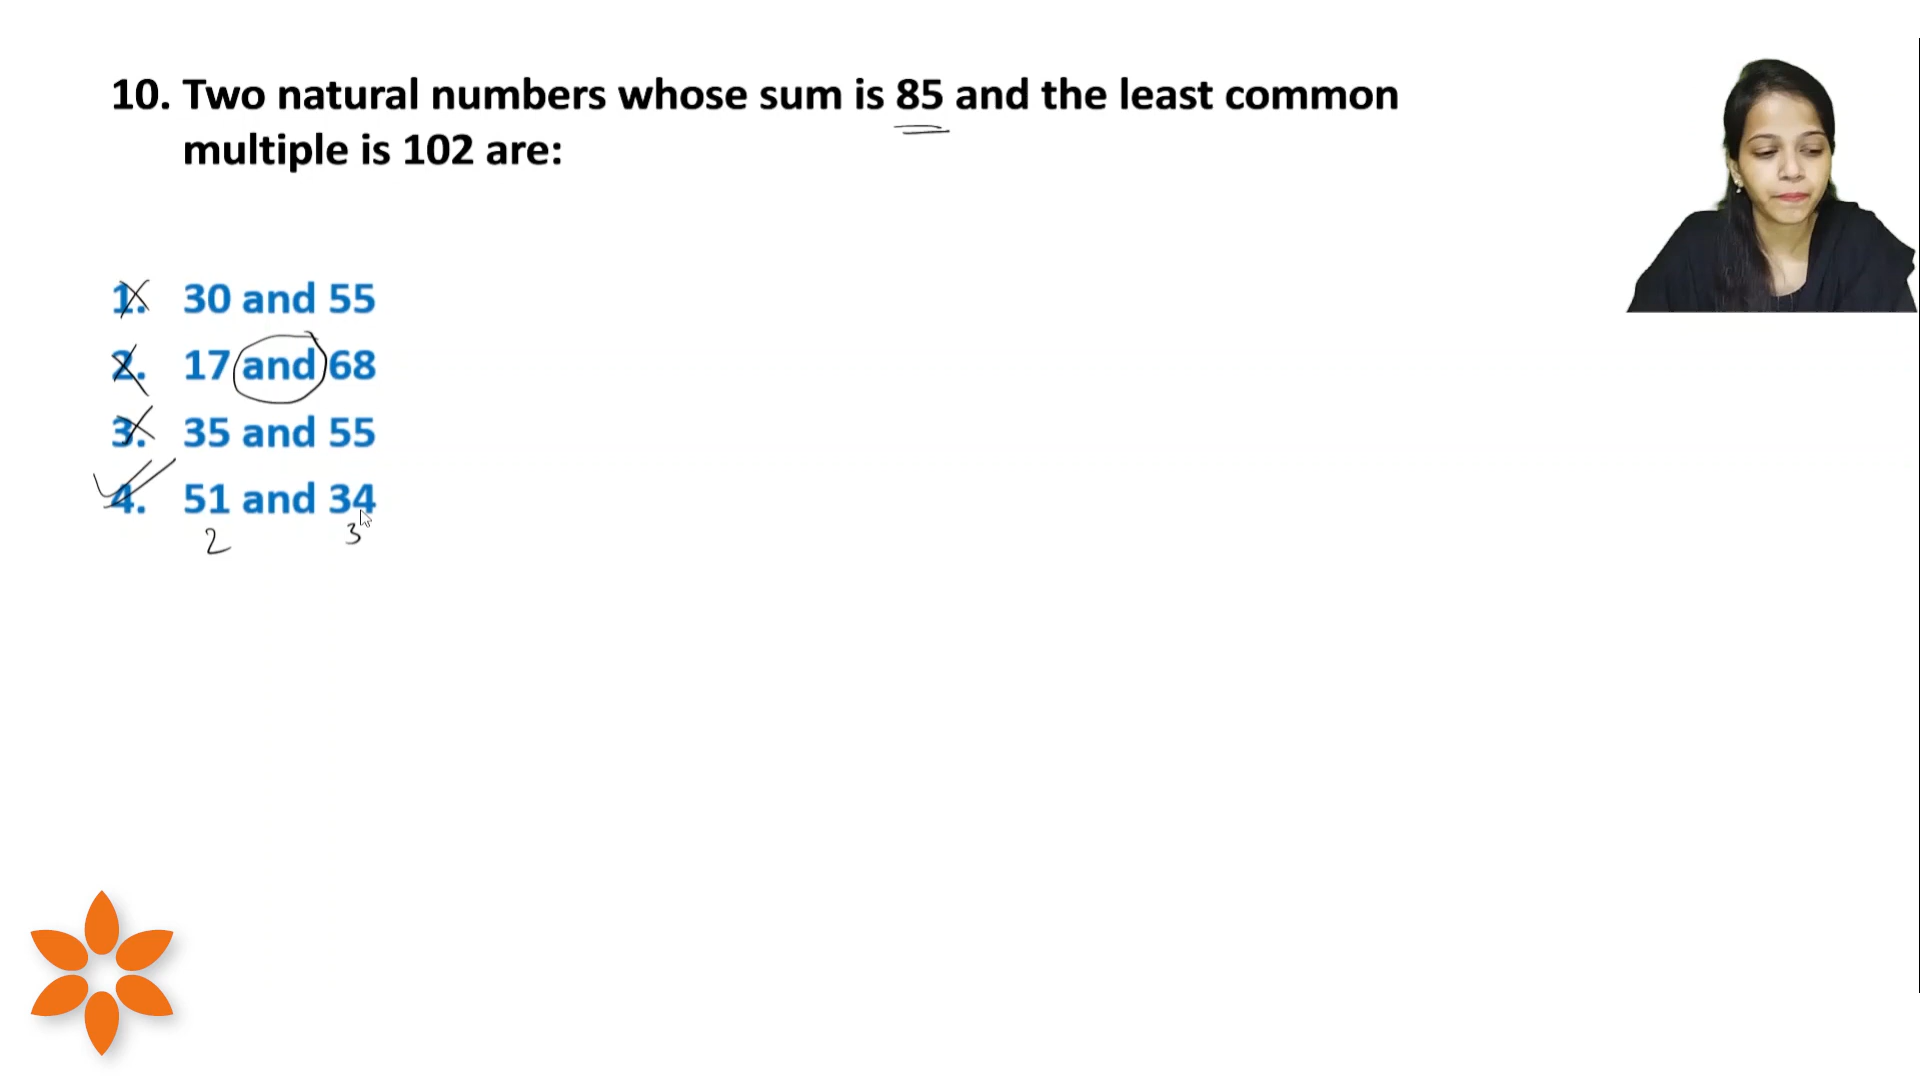 10. Two natural numbers whose sum is 85 and the least common
multiple is 102 are:
1. 30 and 55
2. 17 and 68
3. 35 and 55
4. 51 and 34
2 3